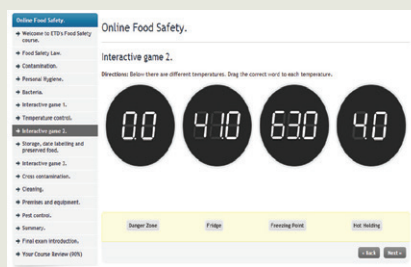 Online Food Safety.
Welcome to ETD's Food Safety
course.
Food Safety Law.
Contamination.
Personal Hygiene.
Bacteria.
Interactive game 1.
Temperature control.
Interactive game 2.
Storage, date labelling and
preserved food.
Interactive game 3.
Cross contamination.
Cleaning.
Premises and equipment.
Pest control.
Summary.
Final exam introduction.
Your Course Review (00%)
Online Food Safety.
Interactive game 2.
Directions: Below there are different temperatures. Drag the correct word to each temperature.
0.0 41.0 63.0 4.0
Danger Zone Fridge Freezing Point Hot Holding
« Back Next »